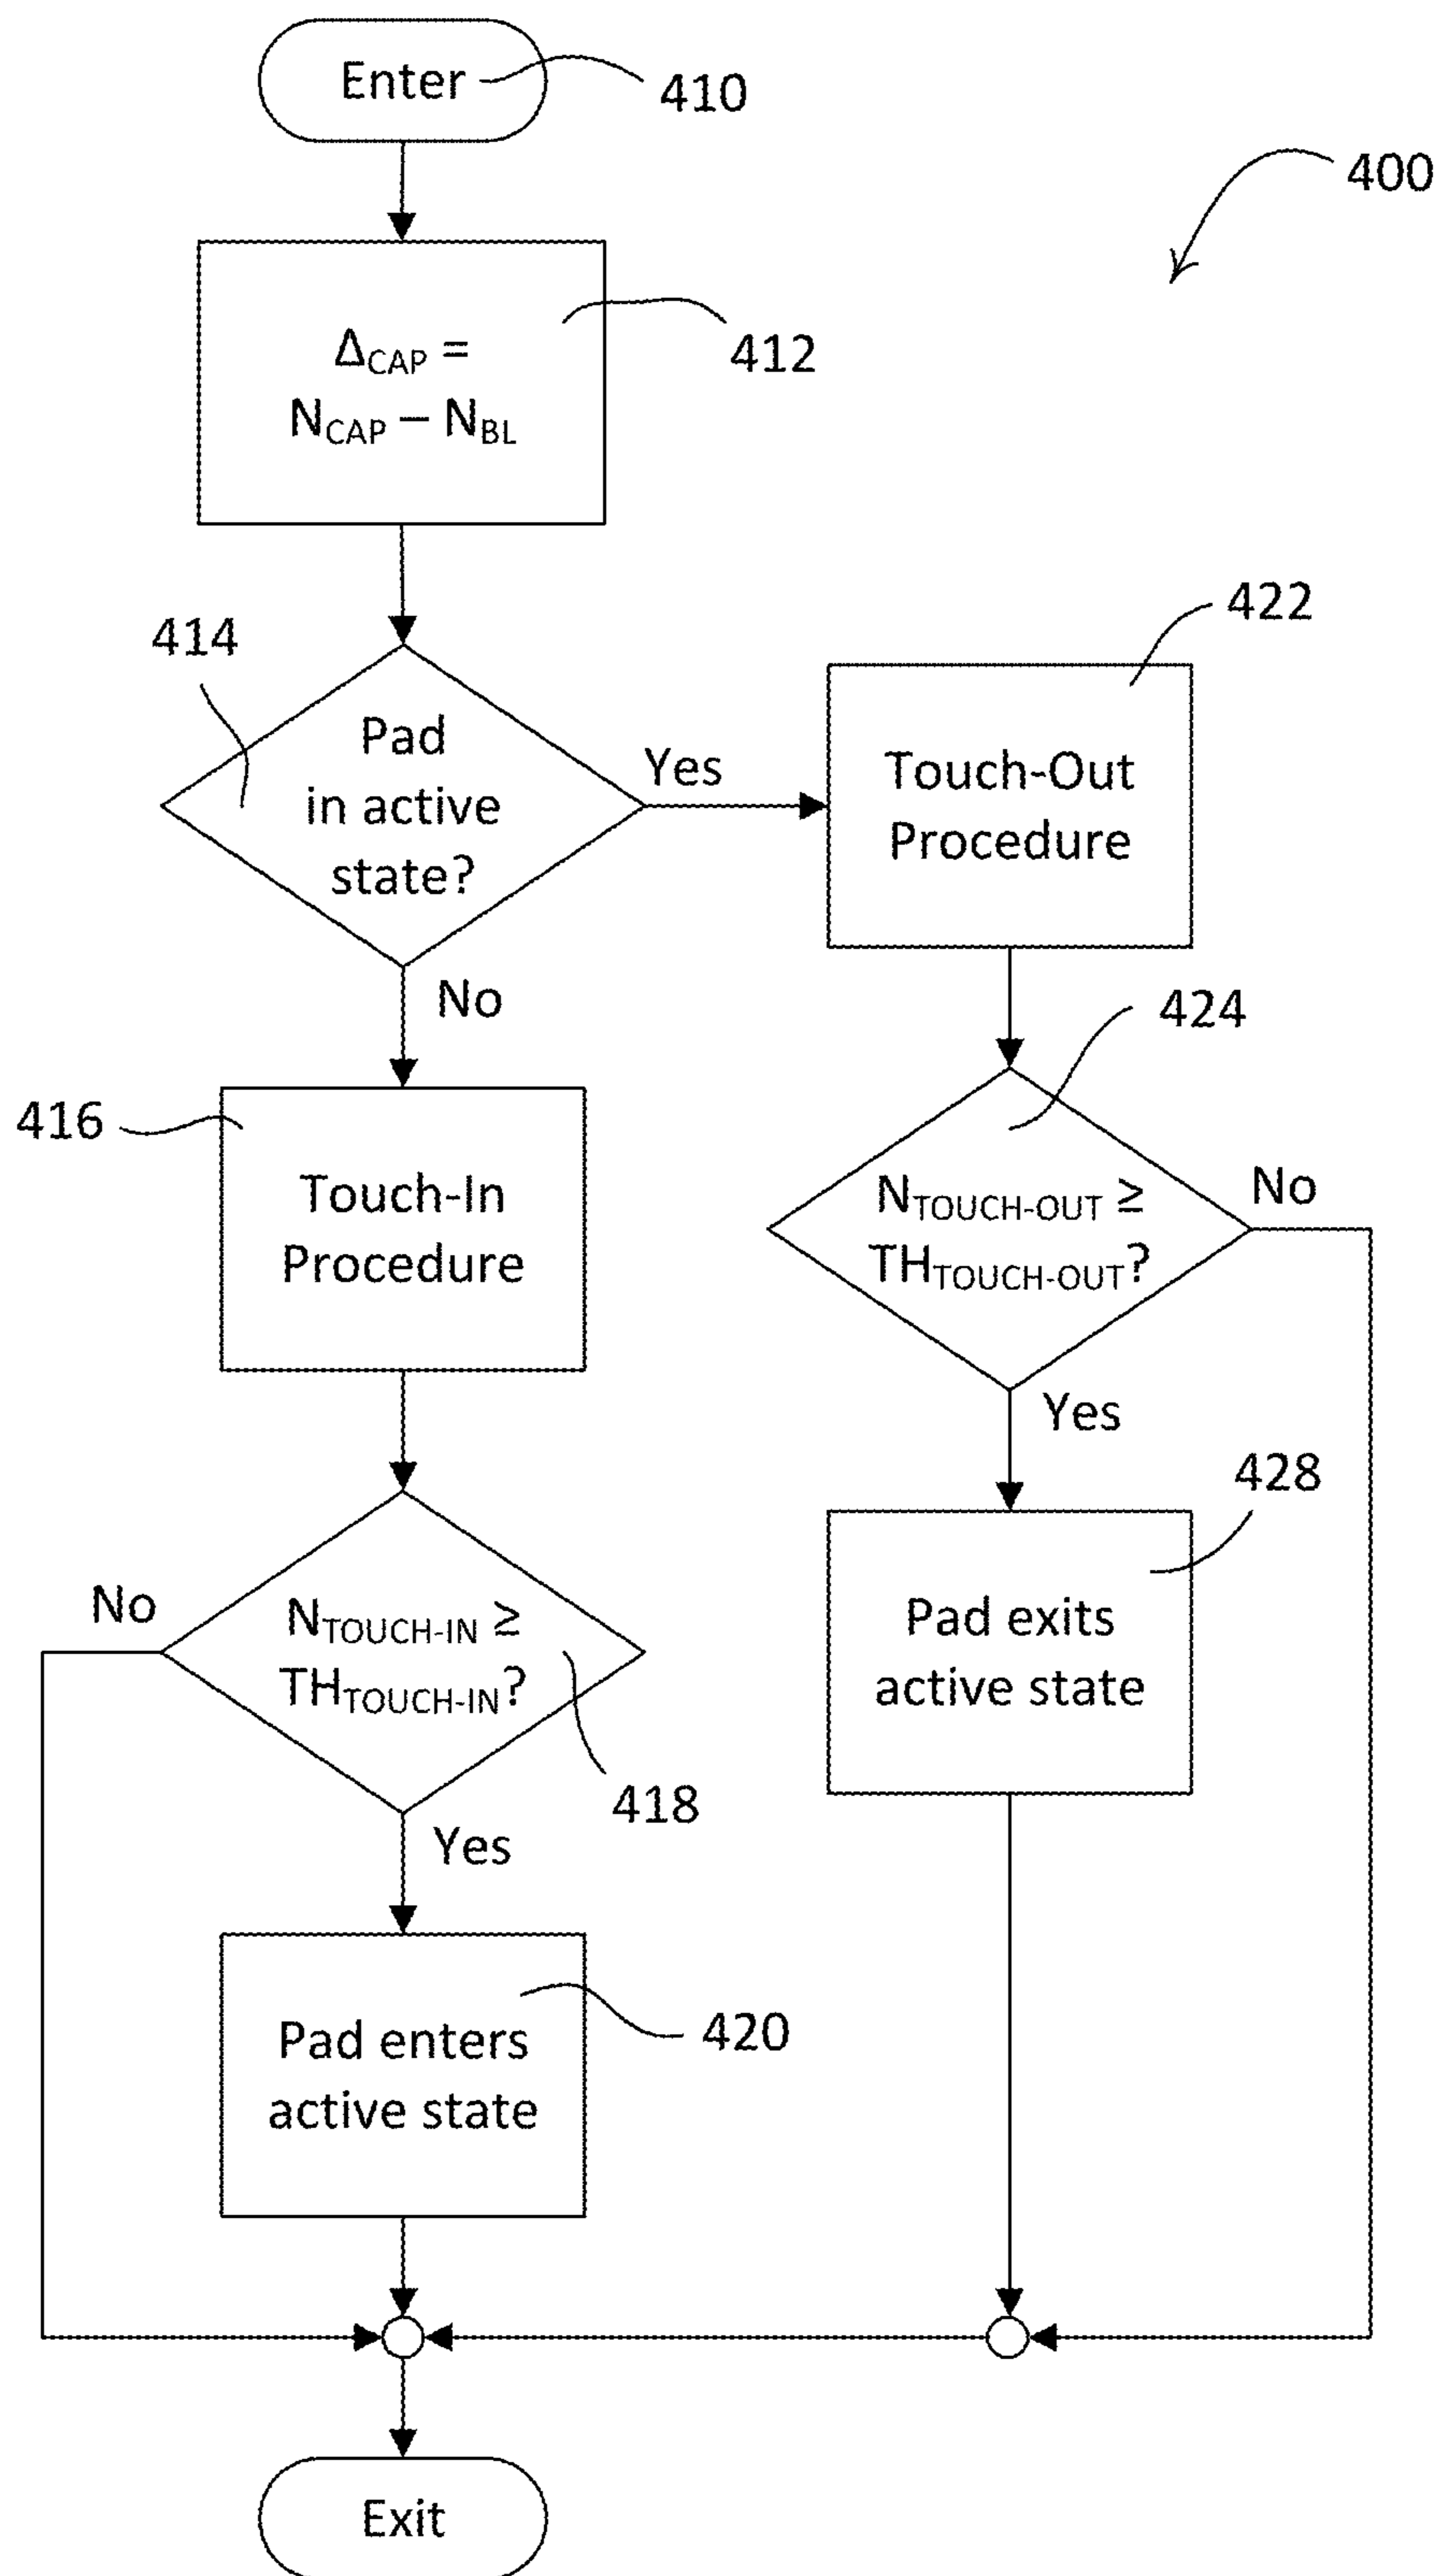 Enter
410
400
ΔCAP =
NCAP – NBL
412
414
Pad
in active
state?
Yes
No
422
Touch-Out
Procedure
424
NTOUCH-OUT ≥
THTOUCH-OUT?
No
Yes
416
Touch-In
Procedure
428
Pad exits
active state
No
NTOUCH-IN ≥
THTOUCH-IN?
418
Yes
Pad enters
active state
420
Exit